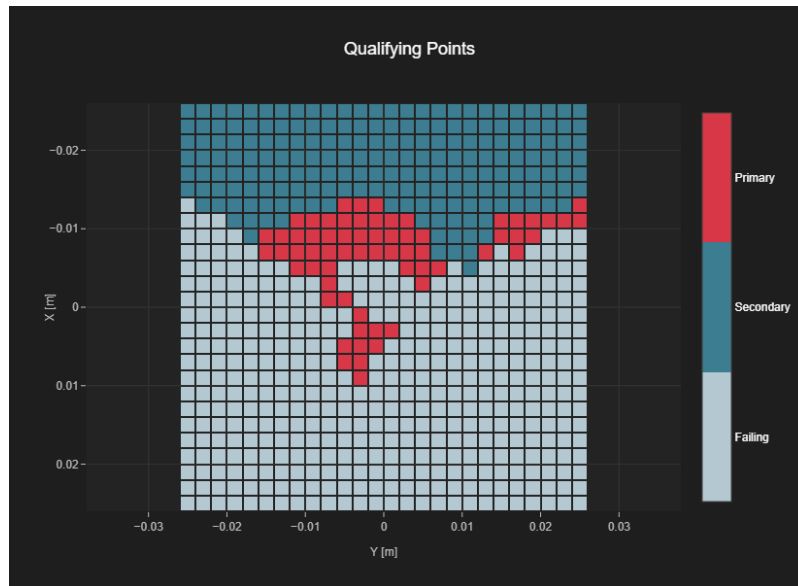 Qualifying Points
−0.02
−0.01
0
0.01
0.02
X [m]
−0.03
−0.02
−0.01
0
0.01
0.02
0.03
Y [m]
Primary
Secondary
Failing